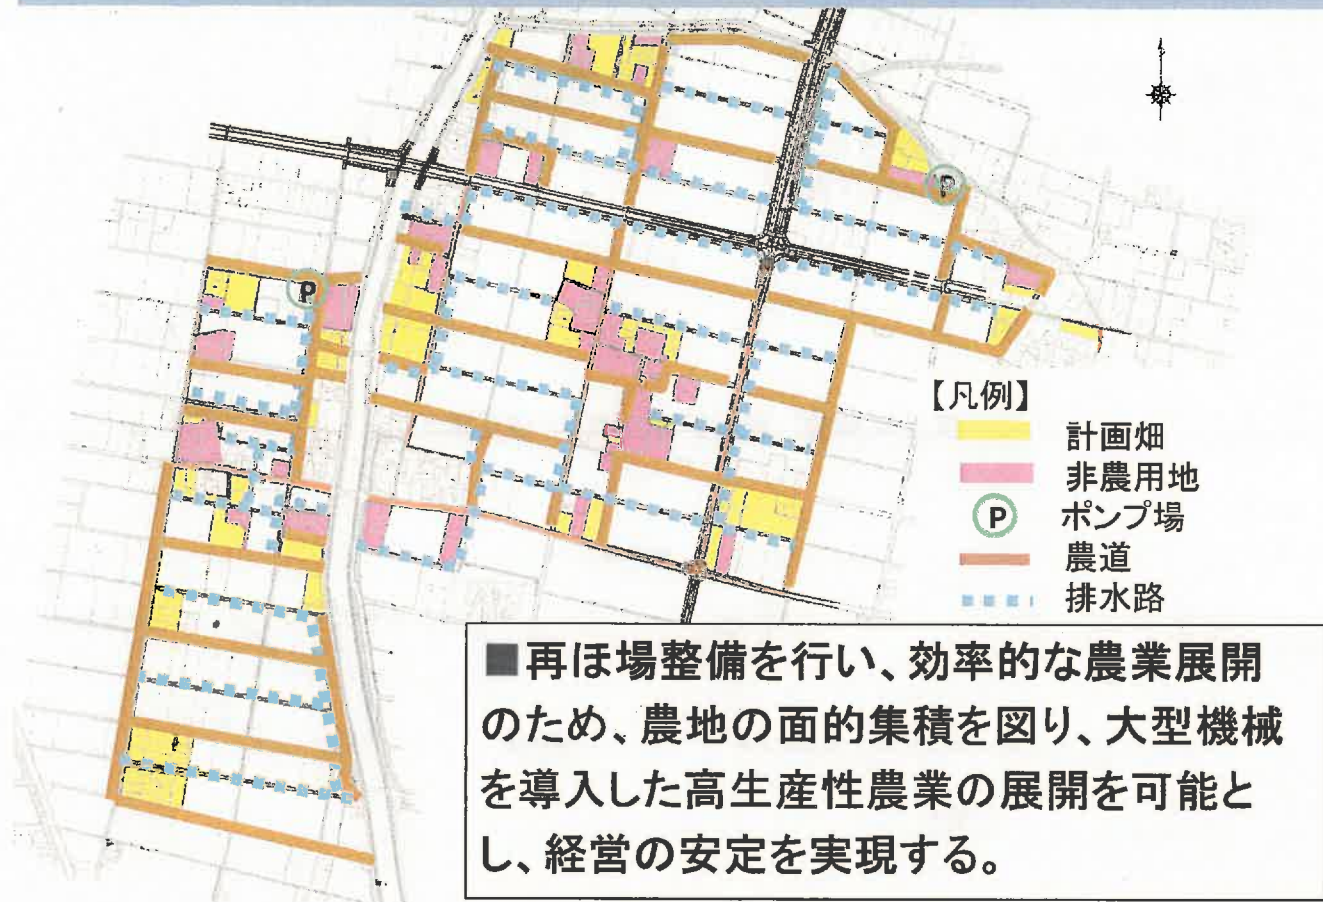 P
P
【凡例】
計画畑
非農用地
P ポンプ場
農道
排水路
■再ほ場整備を行い、効率的な農業展開
のため、農地の面的集積を図り、大型機械
を導入した高生産性農業の展開を可能と
し、経営の安定を実現する。